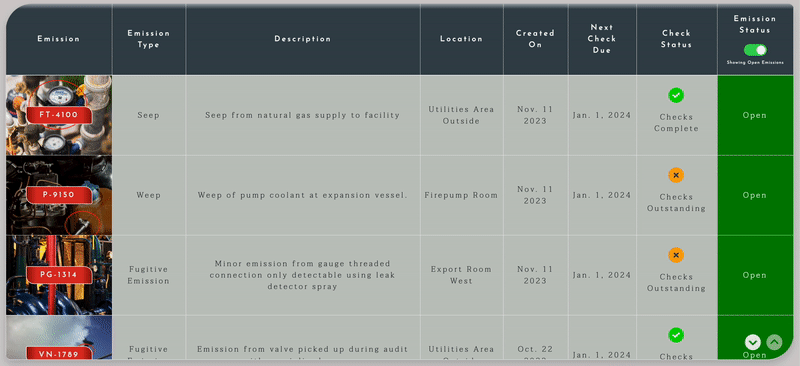 Emission
Emission
Type
Description
Location
Created
On
Next
Check
Due
Check
Status
Emission
Status
Showing Open Emissions
FT-4100
Seep
Seep from natural gas supply to facility
Utilities Area
Outside
Nov. 11
2023
Jan. 1, 2024
Checks
Complete
Open
P-9150
Weep
Weep of pump coolant at expansion vessel.
Firepump Room
Nov. 11
2023
Jan. 1, 2024
Checks
Outstanding
Open
PG-1314
Fugitive
Emission
Minor emission from gauge threaded
connection only detectable using leak
detector spray
Export Room
West
Nov. 11
2023
Jan. 1, 2024
Checks
Outstanding
Open
VN-1789
Fugitive
Emission from valve picked up during audit
Utilities Area
Oct. 22
Jan. 1, 2024
Checks
Open